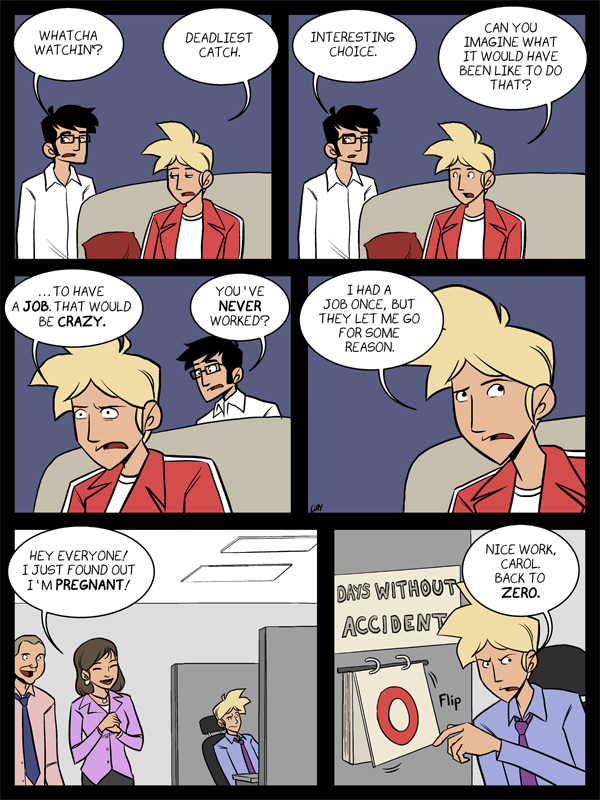 WHATCHA
WATCHIN'?
DEADLIEST
CATCH.
INTERESTING
CHOICE.
CAN YOU
IMAGINE WHAT
IT WOULD HAVE
BEEN LIKE TO DO
THAT?
...TO HAVE
A JOB. THAT WOULD
BE CRAZY.
YOU'VE
NEVER
WORKED?
I HAD A
JOB ONCE, BUT
THEY LET ME GO
FOR SOME
REASON.
HEY EVERYONE!
I JUST FOUND OUT
I'M PREGNANT!
NICE WORK,
CAROL.
BACK TO
ZERO.
DAYS WITHOUT
ACCIDENT
0
Flip